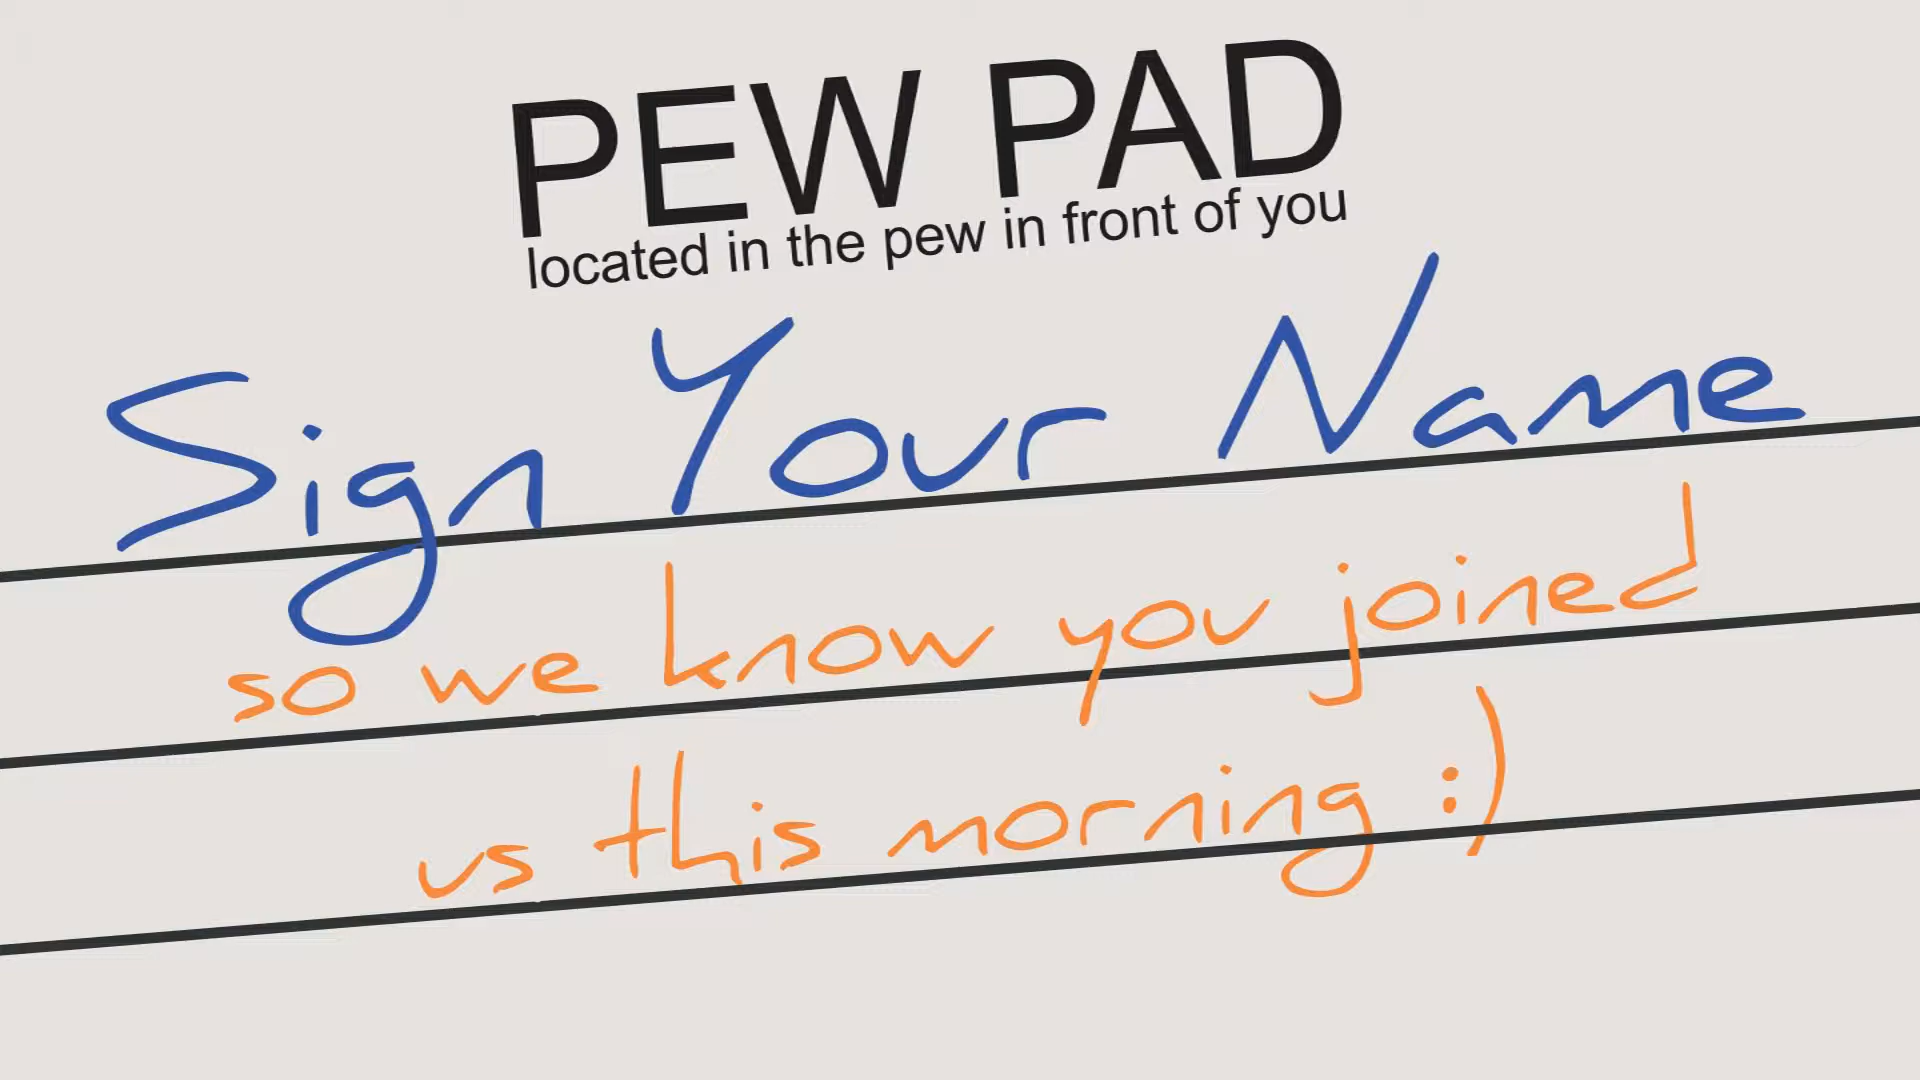 PEW PAD
located in the pew in front of you
Sign Your Name
so we know you joined
us this morning :)